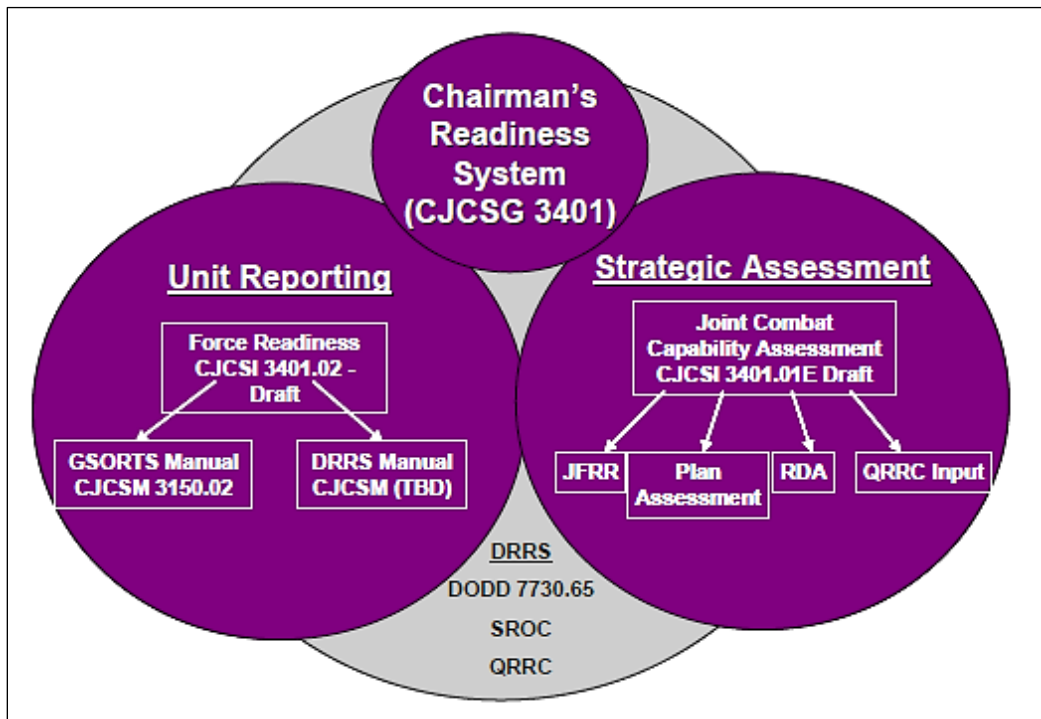 Chairman's
Readiness
System
(CJCSG 3401)
Unit Reporting
Force Readiness
CJCSI 3401.02 -
Draft
GSORTS Manual
CJCSM 3150.02
DRRS Manual
CJCSM (TBD)
Strategic Assessment
Joint Combat
Capability Assessment
CJCSI 3401.01E Draft
JFRR
Plan
Assessment
RDA
QRRC Input
DRRS
DODD 7730.65
SROC
QRRC